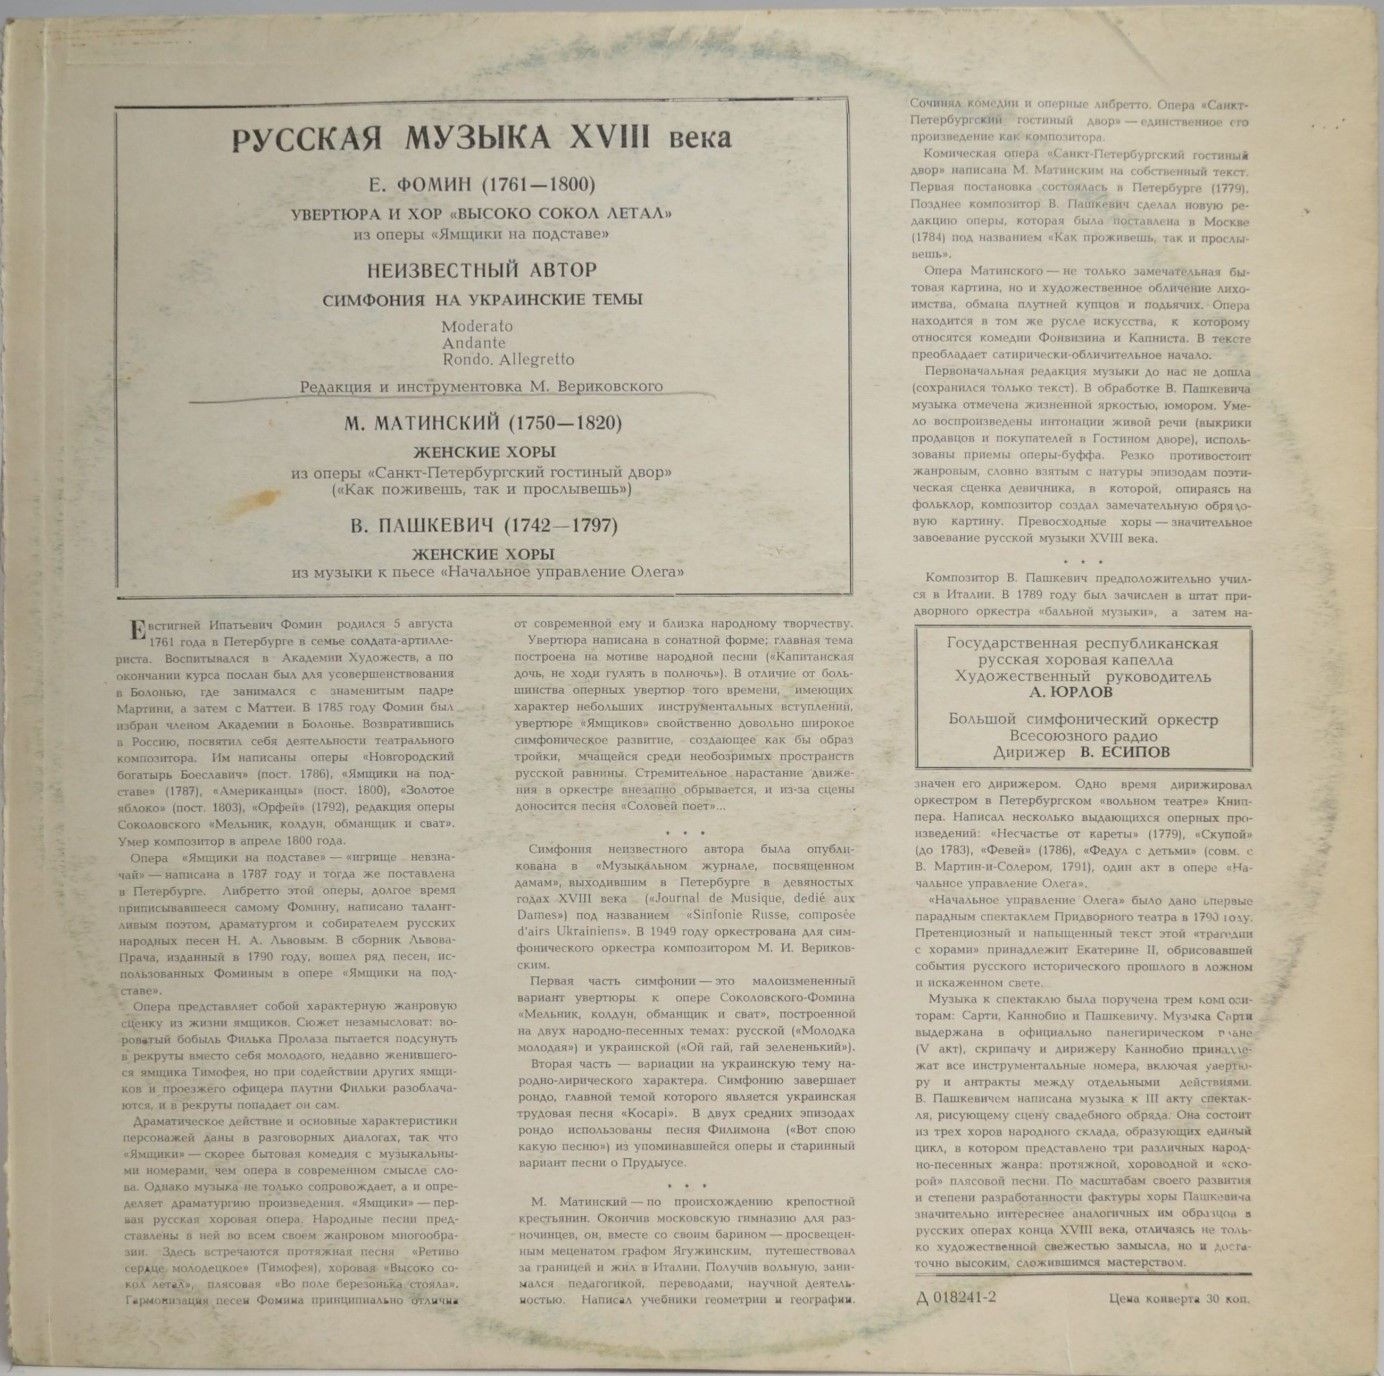 РУССКАЯ МУЗЫКА XVIII века
Е. ФОМИН (1761—1800)
УВЕРТЮРА И ХОР «ВЫСОКО СОКОЛ ЛЕТАЛ»
из оперы «Ямщики на подставе»
НЕИЗВЕСТНЫЙ АВТОР
СИМФОНИЯ НА УКРАИНСКИЕ ТЕМЫ
Moderato
Andante
Rondo. Allegretto
Редакция и инструментовка М. Вериковского
М. МАТИНСКИЙ (1750—1820)
ЖЕНСКИЕ ХОРЫ
из оперы «Санкт-Петербургский гостиный двор»
(«Как поживешь, так и прослывешь»)
В. ПАШКЕВИЧ (1742—1797)
ЖЕНСКИЕ ХОРЫ
из музыки к пьесе «Начальное управление Олега»
Евстигней Ипатьевич Фомин родился 5 августа
1761 года в Петербурге в семье солдата-артилле-
риста. Воспитывался в Академии Художеств, а по
окончании курса послан был для усовершенствования
в Болонью, где занимался с знаменитым падре
Мартини, а затем с Маттеи. В 1785 году Фомин был
избран членом Академии в Болонье. Возвратившись
в Россию, посвятил себя деятельности театрального
композитора. Им написаны оперы «Новгородский
богатырь Боеславич» (пост. 1786), «Ямщики на под-
ставе» (1787), «Американцы» (пост. 1800), «Золотое
яблоко» (пост. 1803), «Орфей» (1792), редакция оперы
Соколовского «Мельник, колдун, обманщик и сват».
Умер композитор в апреле 1800 года.
Опера «Ямщики на подставе» — «игрище невзна-
чай» — написана в 1787 году и тогда же поставлена
в Петербурге. Либретто этой оперы, долгое время
приписывавшееся самому Фомину, написано талант-
ливым поэтом, драматургом и собирателем русских
народных песен Н. А. Львовым. В сборник Львова-
Прача, изданный в 1790 году, вошел ряд песен, ис-
пользованных Фоминым в опере «Ямщики на под-
ставе».
Опера представляет собой характерную жанровую
сценку из жизни ямщиков. Сюжет незамысловат: во-
роватый бобыль Филька Пролаза пытается подсунуть
в рекруты вместо себя молодого, недавно женившего-
ся ямщика Тимофея, но при содействии других ямщи-
ков и проезжего офицера плутни Фильки разоблача-
ются, и в рекруты попадает он сам.
Драматическое действие и основные характеристики
персонажей даны в разговорных диалогах, так что
«Ямщики» — скорее бытовая комедия с музыкальны-
ми номерами, чем опера в современном смысле сло-
ва. Однако музыка не только сопровождает, а и опре-
деляет драматургию произведения. «Ямщики» — пер-
вая русская хоровая опера. Народные песни пред-
ставлены в ней во всем своем жанровом многообра-
зии. Здесь встречаются протяжная песня «Ретиво
сердце молодецкое» (Тимофея), хоровая «Высоко со-
кол летал», плясовая «Во поле березонька стояла».
Гармонизация песен Фомина принципиально отлична
от современной ему и близка народному творчеству.
Увертюра написана в сонатной форме; главная тема
построена на мотиве народной песни («Капитанская
дочь, не ходи гулять в полночь»). В отличие от боль-
шинства оперных увертюр того времени, имеющих
характер небольших инструментальных вступлений,
увертюре «Ямщиков» свойственно довольно широкое
симфоническое развитие, создающее как бы образ
тройки, мчащейся среди необозримых пространств
русской равнины. Стремительное нарастание движе-
ния в оркестре внезапно обрывается, и из-за сцены
доносится песня «Соловей поет»...
* * *
Симфония неизвестного автора была опубли-
кована в «Музыкальном журнале, посвященном
дамам», выходившим в Петербурге в девяностых
годах XVIII века («Journal de Musique, dedié aux
Dames») под названием «Sinfonie Russe, composée
d'airs Ukrainiens». В 1949 году оркестрована для сим-
фонического оркестра композитором М. И. Вериков-
ским.
Первая часть симфонии — это малоизмененный
вариант увертюры к опере Соколовского-Фомина
«Мельник, колдун, обманщик и сват», построенной
на двух народно-песенных темах: русской («Молодка
молодая») и украинской («Ой гай, гай зелененький»).
Вторая часть — вариации на украинскую тему на-
родно-лирического характера. Симфонию завершает
рондо, главной темой которого является украинская
трудовая песня «Косарі». В двух средних эпизодах
рондо использованы песня Филимона («Вот спою
какую песню») из упоминавшейся оперы и старинный
вариант песни о Прудыусе.
* * *
М. Матинский — по происхождению крепостной
крестьянин. Окончив московскую гимназию для раз-
ночинцев, он, вместе со своим барином — просвещен-
ным меценатом графом Ягужинским, путешествовал
за границей и жил в Италии. Получив вольную, зани-
мался педагогикой, переводами, научной деятель-
ностью. Написал учебники геометрии и географии.
Сочинял комедии и оперные либретто. Опера «Санкт-
Петербургский гостиный двор» — единственное его
произведение как композитора.
Комическая опера «Санкт-Петербургский гостиный
двор» написана М. Матинским на собственный текст.
Первая постановка состоялась в Петербурге (1779).
Позднее композитор В. Пашкевич сделал новую ре-
дакцию оперы, которая была поставлена в Москве
(1784) под названием «Как проживешь, так и прослы-
вешь».
Опера Матинского — не только замечательная бы-
товая картина, но и художественное обличение лихо-
имства, обмана плутней купцов и подьячих. Опера
находится в том же русле искусства, к которому
относятся комедии Фонвизина и Капниста. В тексте
преобладает сатирически-обличительное начало.
Первоначальная редакция музыки до нас не дошла
(сохранился только текст). В обработке В. Пашкевича
музыка отмечена жизненной яркостью, юмором. Уме-
ло воспроизведены интонации живой речи (выкрики
продавцов и покупателей в Гостином дворе), исполь-
зованы приемы оперы-буффа. Резко противостоит
жанровым, словно взятым с натуры эпизодам поэти-
ческая сценка девичника, в которой, опираясь на
фольклор, композитор создал замечательную обрядо-
вую картину. Превосходные хоры — значительное
завоевание русской музыки XVIII века.
* * *
Композитор В. Пашкевич предположительно учил-
ся в Италии. В 1789 году был зачислен в штат при-
дворного оркестра «бальной музыки», а затем на-
Государственная республиканская
русская хоровая капелла
Художественный руководитель
А. ЮРЛОВ
Большой симфонический оркестр
Всесоюзного радио
Дирижер В. ЕСИПОВ
значен его дирижером. Одно время дирижировал
оркестром в Петербургском «вольном театре» Книп-
пера. Написал несколько выдающихся оперных про-
изведений: «Несчастье от кареты» (1779), «Скупой»
(до 1783), «Февей» (1786), «Федул с детьми» (совм. с
В. Мартин-и-Солером, 1791), один акт в опере «На-
чальное управление Олега».
«Начальное управление Олега» было дано впервые
парадным спектаклем Придворного театра в 1790 году.
Претенциозный и напыщенный текст этой «трагедии
с хорами» принадлежит Екатерине II, обрисовавшей
события русского исторического прошлого в ложном
и искаженном свете.
Музыка к спектаклю была поручена трем компози-
торам: Сарти, Каннобио и Пашкевичу. Музыка Сарти
выдержана в официально панегирическом плане
(V акт), скрипачу и дирижеру Каннобио принадле-
жат все инструментальные номера, включая увертю-
ру и антракты между отдельными действиями.
В. Пашкевичем написана музыка к III акту спектак-
ля, рисующему сцену свадебного обряда. Она состоит
из трех хоров народного склада, образующих единый
цикл, в котором представлено три различных народ-
но-песенных жанра: протяжной, хороводной и «ско-
рой» плясовой песни. По масштабам своего развития
и степени разработанности фактуры хоры Пашкевича
значительно интереснее аналогичных им образцов в
русских операх конца XVIII века, отличаясь не толь-
ко художественной свежестью замысла, но и доста-
точно высоким, сложившимся мастерством.
Д 018241-2 Цена конверта 30 коп.